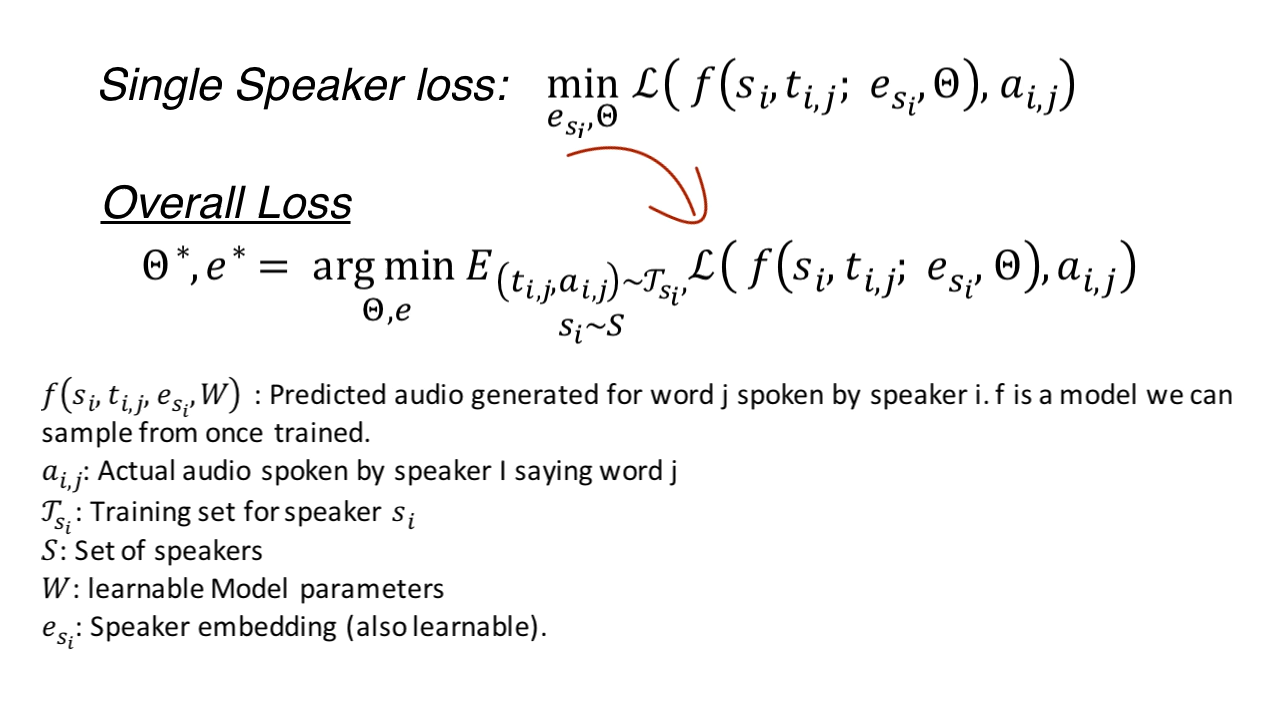 Single Speaker loss: min ℒ( f(s_i, t_{i,j}; e_{s_i}, Θ), a_{i,j})
e_{s_i}, Θ
Overall Loss
Θ*, e* = arg min E_{(t_{i,j}, a_{i,j})~𝒯_{s_i}}, ℒ( f(s_i, t_{i,j}; e_{s_i}, Θ), a_{i,j})
Θ,e s_i~S
f(s_i, t_{i,j}, e_{s_i}, W) : Predicted audio generated for word j spoken by speaker i. f is a model we can
sample from once trained.
a_{i,j}: Actual audio spoken by speaker I saying word j
𝒯_{s_i}: Training set for speaker s_i
S: Set of speakers
W: learnable Model parameters
e_{s_i}: Speaker embedding (also learnable).